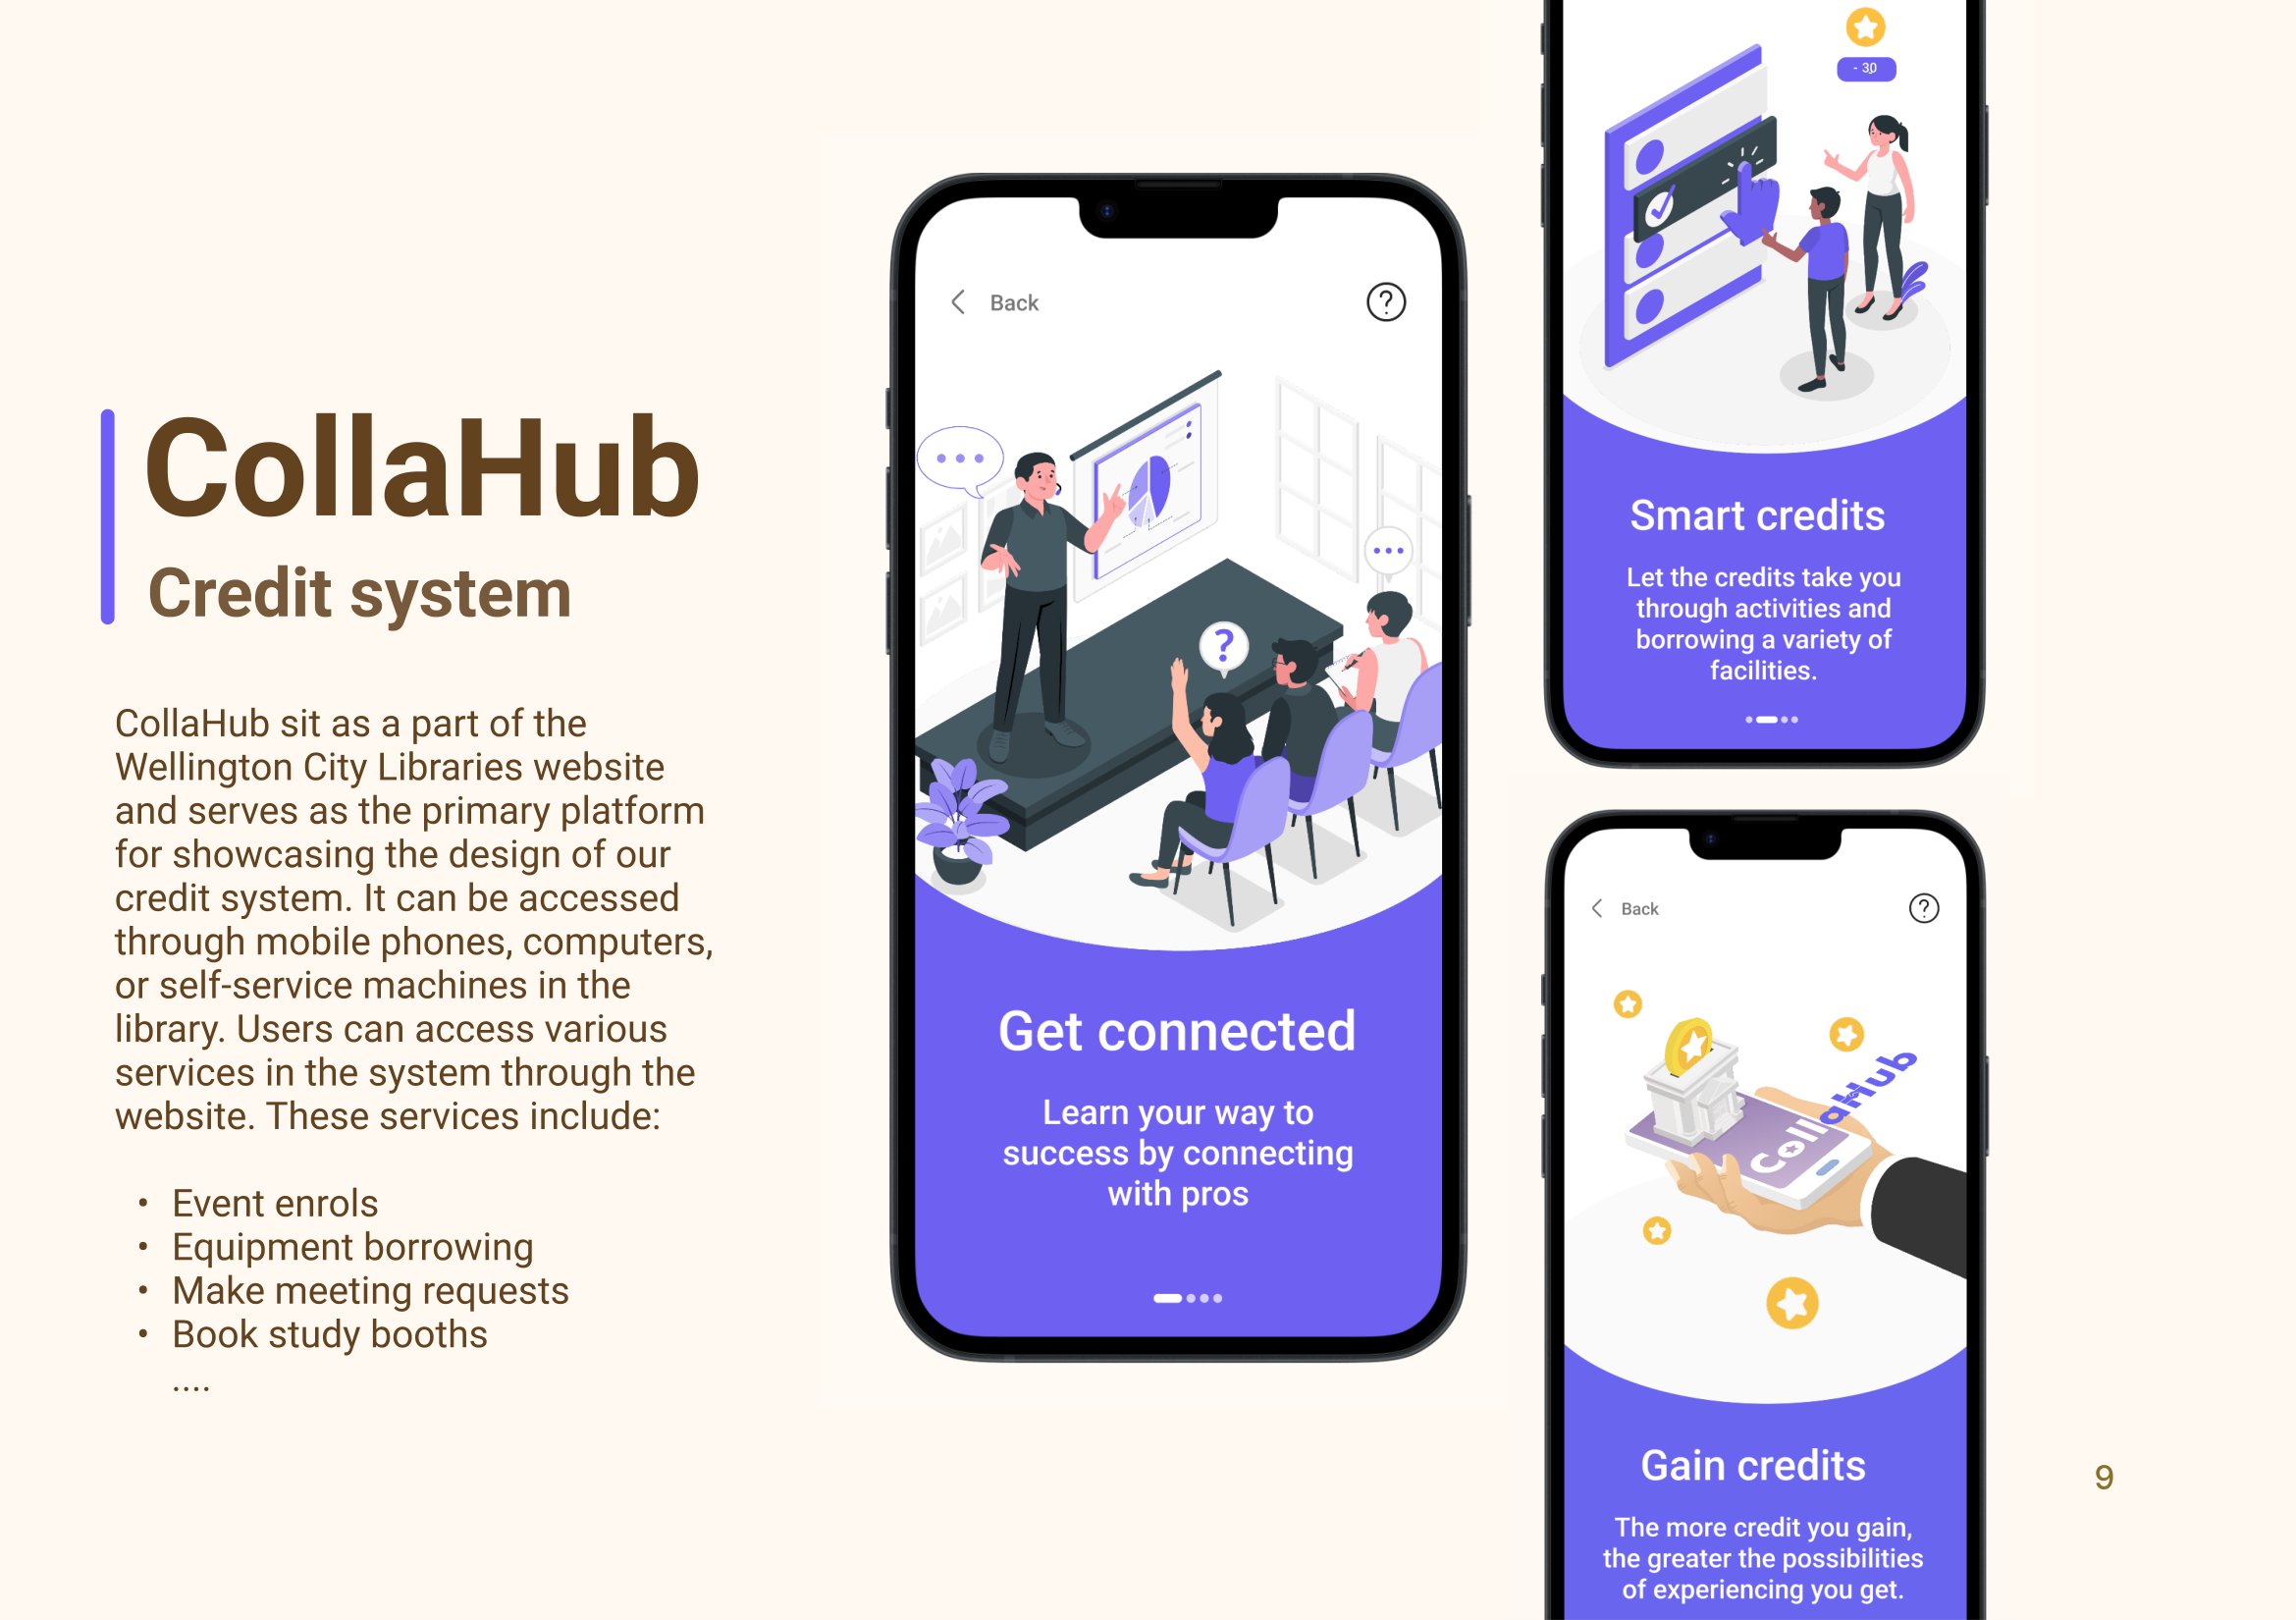 CollaHub
Credit system
CollaHub sit as a part of the
Wellington City Libraries website
and serves as the primary platform
for showcasing the design of our
credit system. It can be accessed
through mobile phones, computers,
or self-service machines in the
library. Users can access various
services in the system through the
website. These services include:
• Event enrols
• Equipment borrowing
• Make meeting requests
• Book study booths
....
Back
?
?
Get connected
Learn your way to
success by connecting
with pros
- 30
Smart credits
Let the credits take you
through activities and
borrowing a variety of
facilities.
Back
?
CollaHub
Gain credits
The more credit you gain,
the greater the possibilities
of experiencing you get.
9